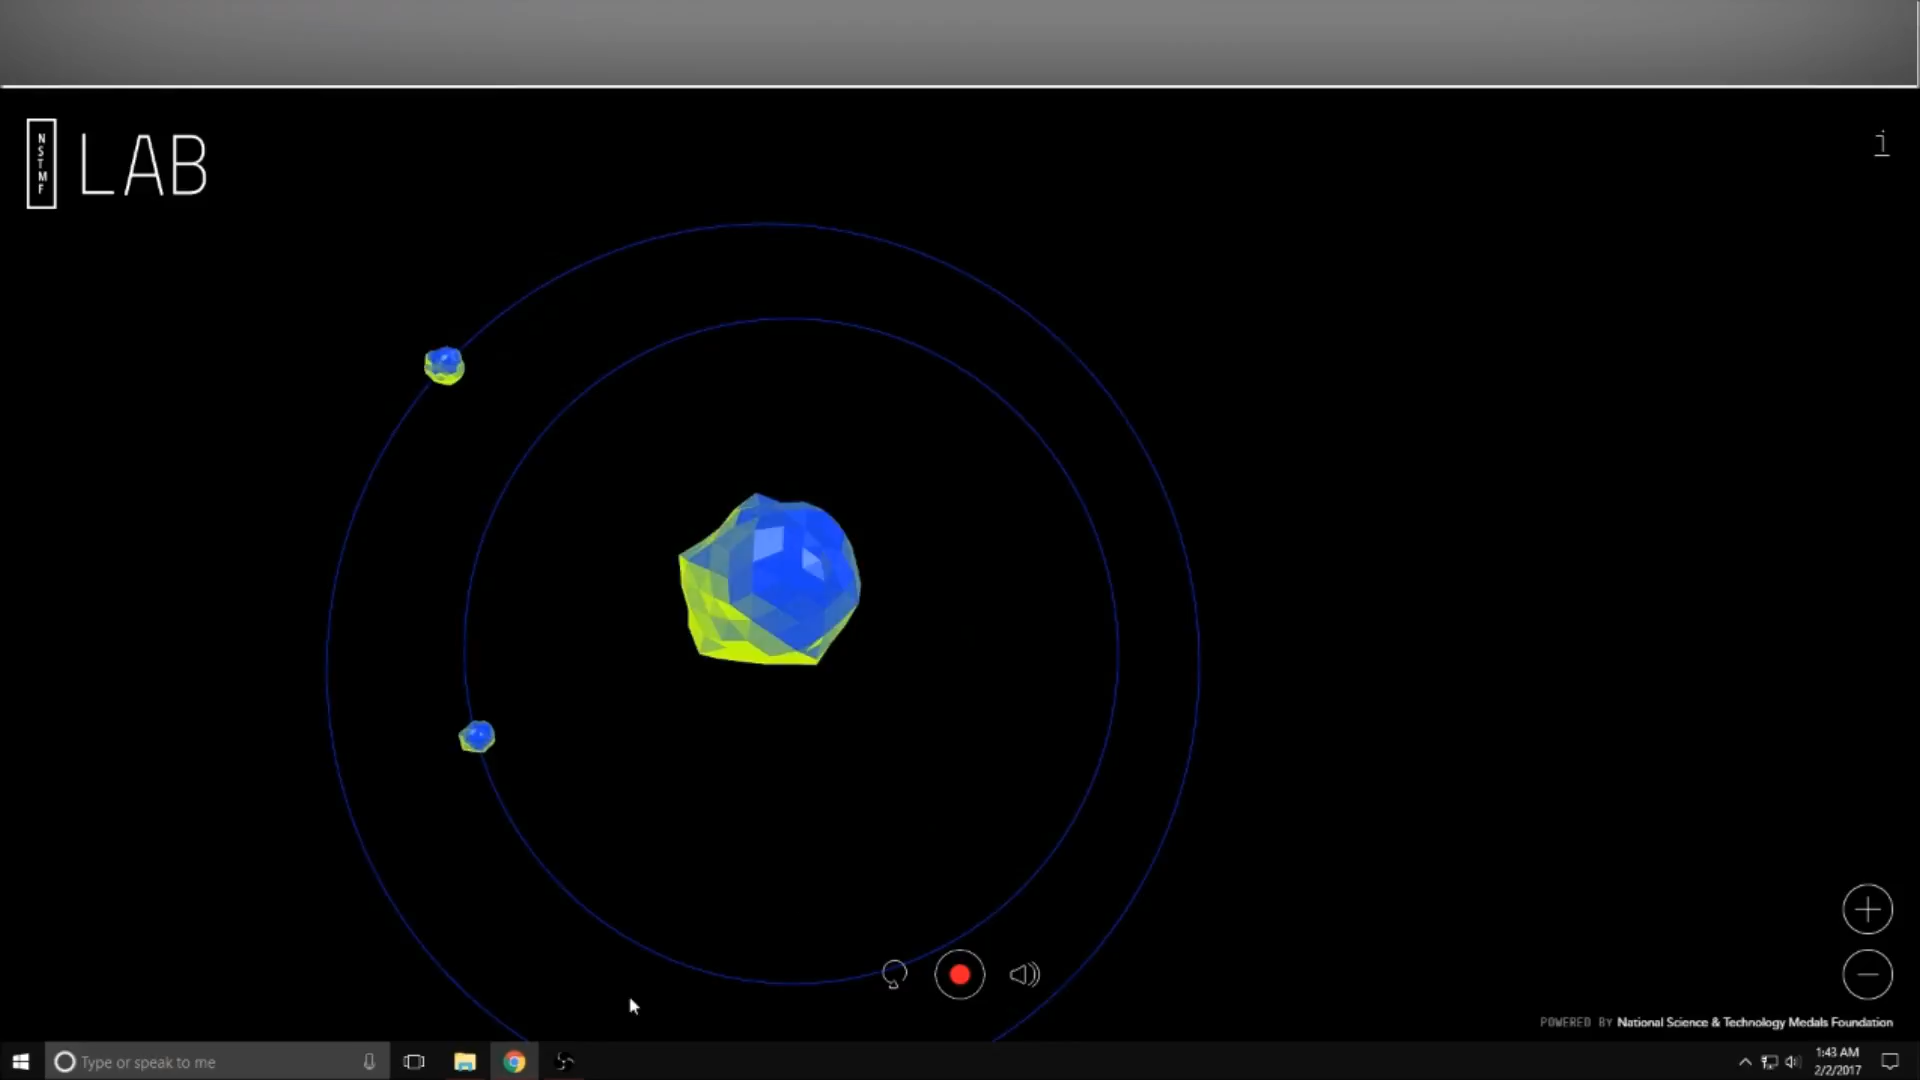 NSTMF
LAB
i
POWERED BY National Science & Technology Medals Foundation
Type or speak to me
1:43 AM
2/2/2017